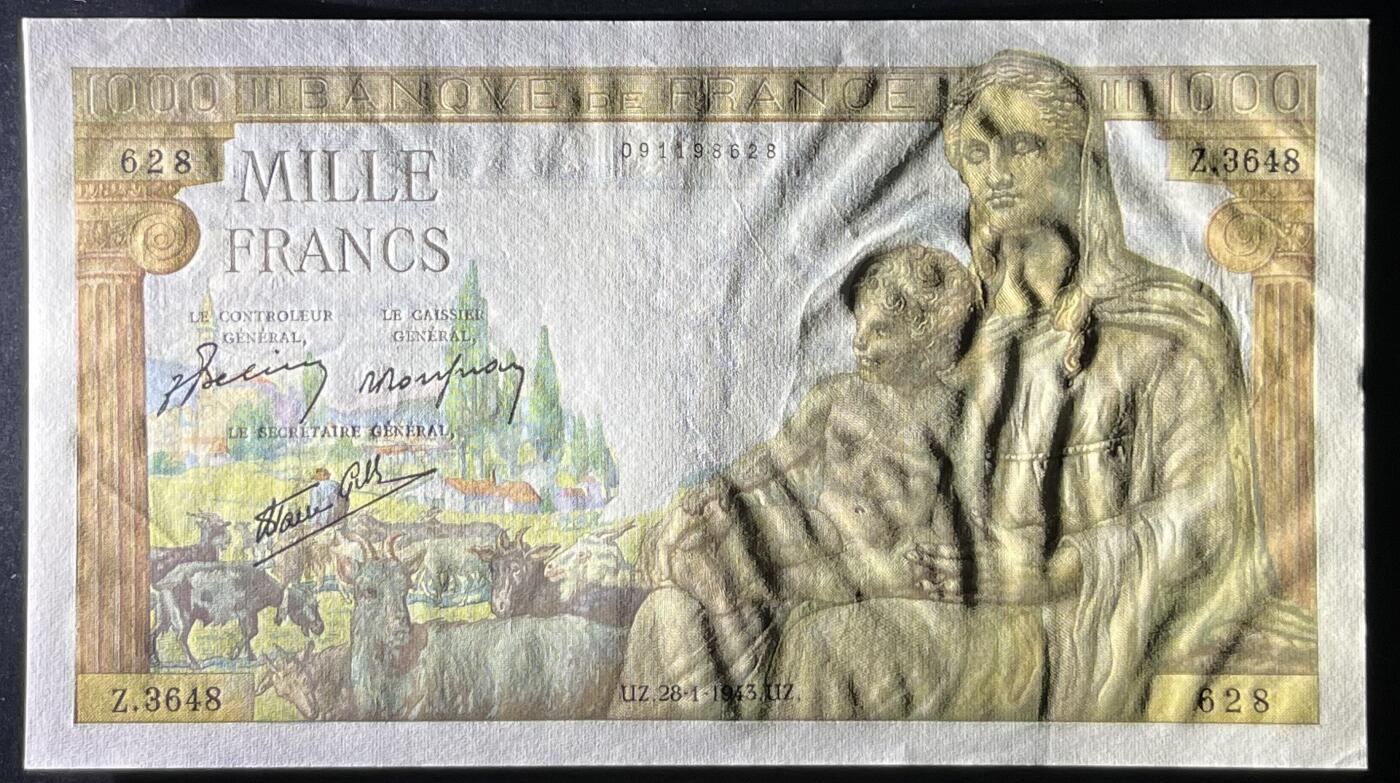 1000 BANQVE DE FRANCE 1000
628 MILLE 091198628 Z.3648
FRANCS
LE CONTROLEUR LE CAISSIER
GÉNÉRAL, GÉNÉRAL,
LE SECRÉTAIRE GÉNÉRAL,
Z.3648 UZ.28-1-1943.UZ. 628